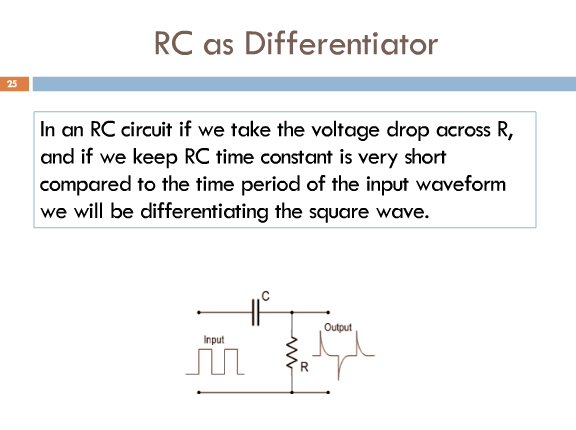 RC as Differentiator
25
In an RC circuit if we take the voltage drop across R,
and if we keep RC time constant is very short
compared to the time period of the input waveform
we will be differentiating the square wave.
C
Output
Input
R